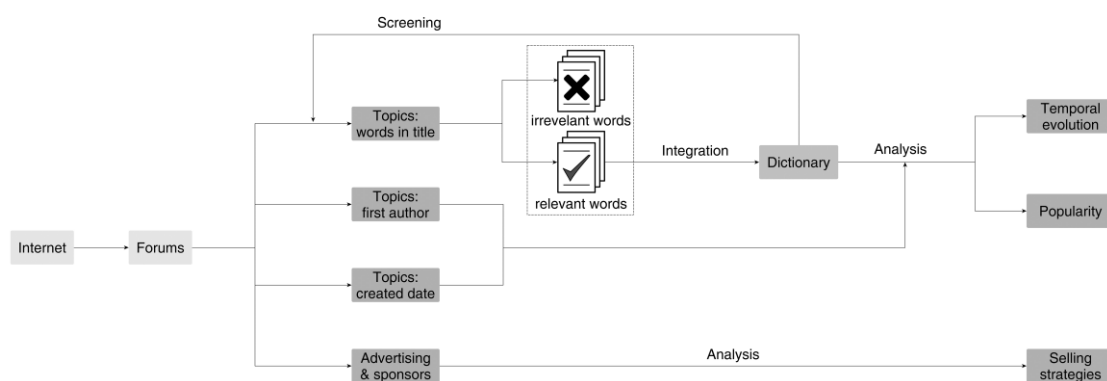 Screening
Topics:
words in title
irrevelant words
relevant words
Integration
Dictionary
Analysis
Temporal
evolution
Popularity
Topics:
first author
Internet
Forums
Topics:
created date
Advertising
& sponsors
Analysis
Selling
strategies